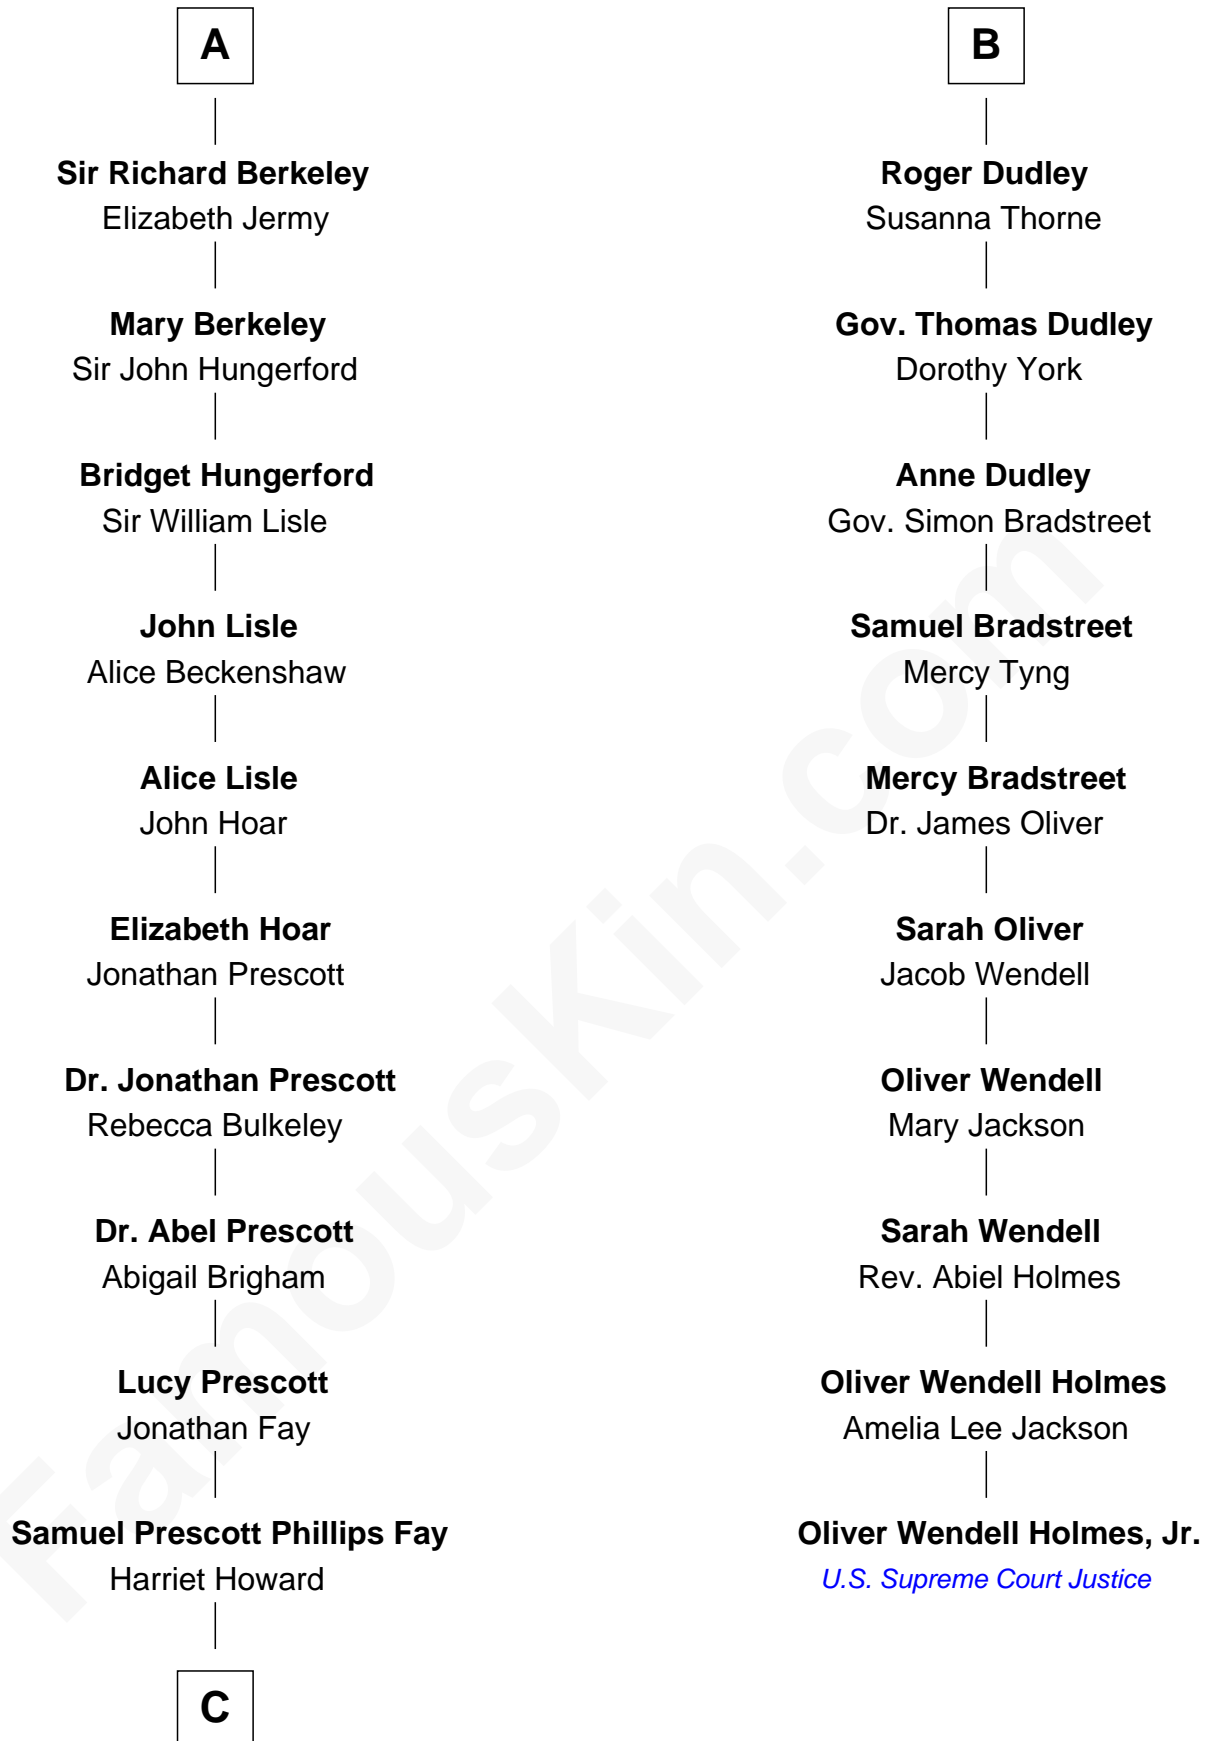 A
Sir Richard Berkeley
Elizabeth Jermy
Mary Berkeley
Sir John Hungerford
Bridget Hungerford
Sir William Lisle
John Lisle
Alice Beckenshaw
Alice Lisle
John Hoar
Elizabeth Hoar
Jonathan Prescott
Dr. Jonathan Prescott
Rebecca Bulkeley
Dr. Abel Prescott
Abigail Brigham
Lucy Prescott
Jonathan Fay
Samuel Prescott Phillips Fay
Harriet Howard
C
B
Roger Dudley
Susanna Thorne
Gov. Thomas Dudley
Dorothy York
Anne Dudley
Gov. Simon Bradstreet
Samuel Bradstreet
Mercy Tyng
Mercy Bradstreet
Dr. James Oliver
Sarah Oliver
Jacob Wendell
Oliver Wendell
Mary Jackson
Sarah Wendell
Rev. Abiel Holmes
Oliver Wendell Holmes
Amelia Lee Jackson
Oliver Wendell Holmes, Jr.
U.S. Supreme Court Justice
FamousKin.com